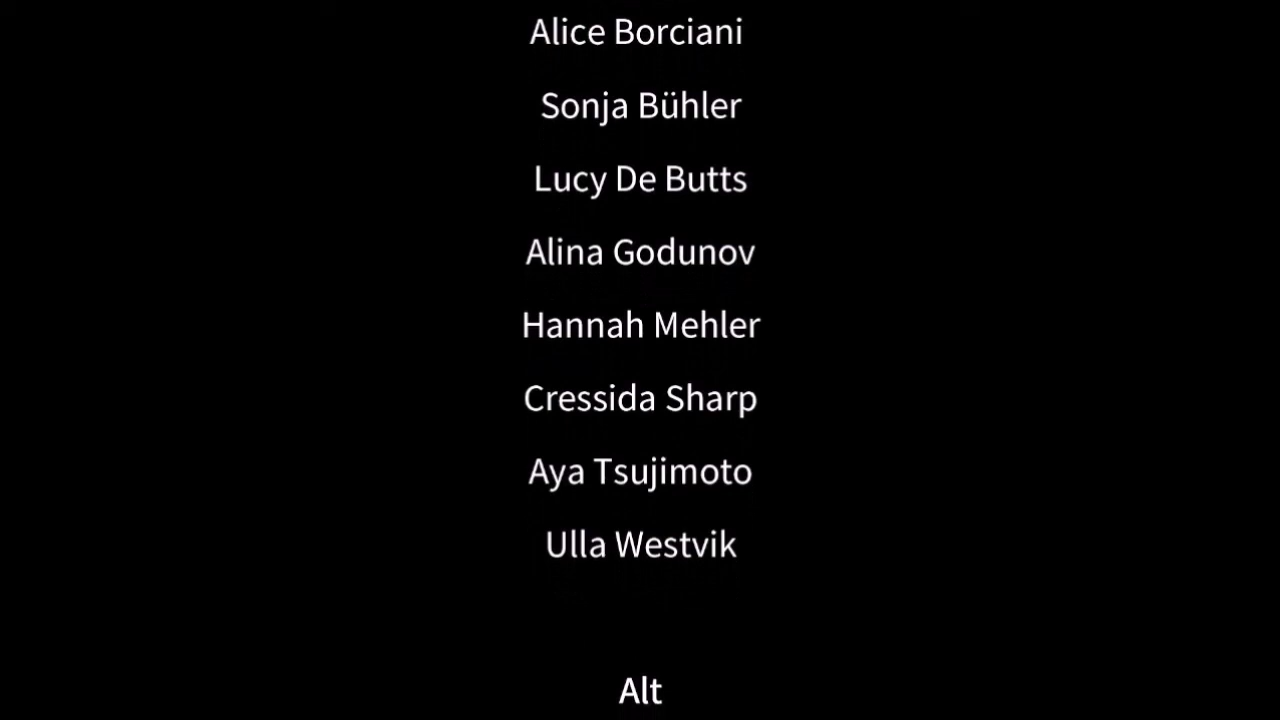 Alice Borciani
Sonja Bühler
Lucy De Butts
Alina Godunov
Hannah Mehler
Cressida Sharp
Aya Tsujimoto
Ulla Westvik
Alt